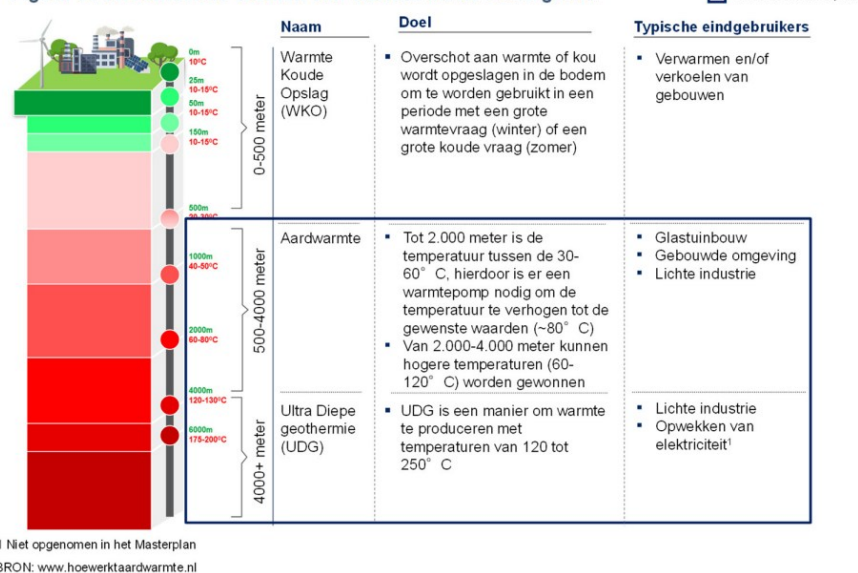 Naam
Doel
Typische eindgebruikers
0m
10°C
25m
10-15°C
50m
10-15°C
150m
10-15°C
500m
1000m
40-50°C
2000m
60-80°C
4000m
120-130°C
6000m
175-200°C
0-500 meter
Warmte
Koude
Opslag
(WKO)
▪ Overschot aan warmte of kou
wordt opgeslagen in de bodem
om te worden gebruikt in een
periode met een grote
warmtevraag (winter) of een
grote koude vraag (zomer)
▪ Verwarmen en/of
verkoelen van
gebouwen
500-4000 meter
Aardwarmte
▪ Tot 2.000 meter is de
temperatuur tussen de 30-
60° C, hierdoor is er een
warmtepomp nodig om de
temperatuur te verhogen tot de
gewenste waarden (~80° C)
▪ Van 2.000-4.000 meter kunnen
hogere temperaturen (60-
120° C) worden gewonnen
▪ Glastuinbouw
▪ Gebouwde omgeving
▪ Lichte industrie
4000+ meter
Ultra Diepe
geothermie
(UDG)
▪ UDG is een manier om warmte
te produceren met
temperaturen van 120 tot
250° C
▪ Lichte industrie
▪ Opwekken van
elektriciteit¹
1 Niet opgenomen in het Masterplan
BRON: www.hoewerktaardwarmte.nl